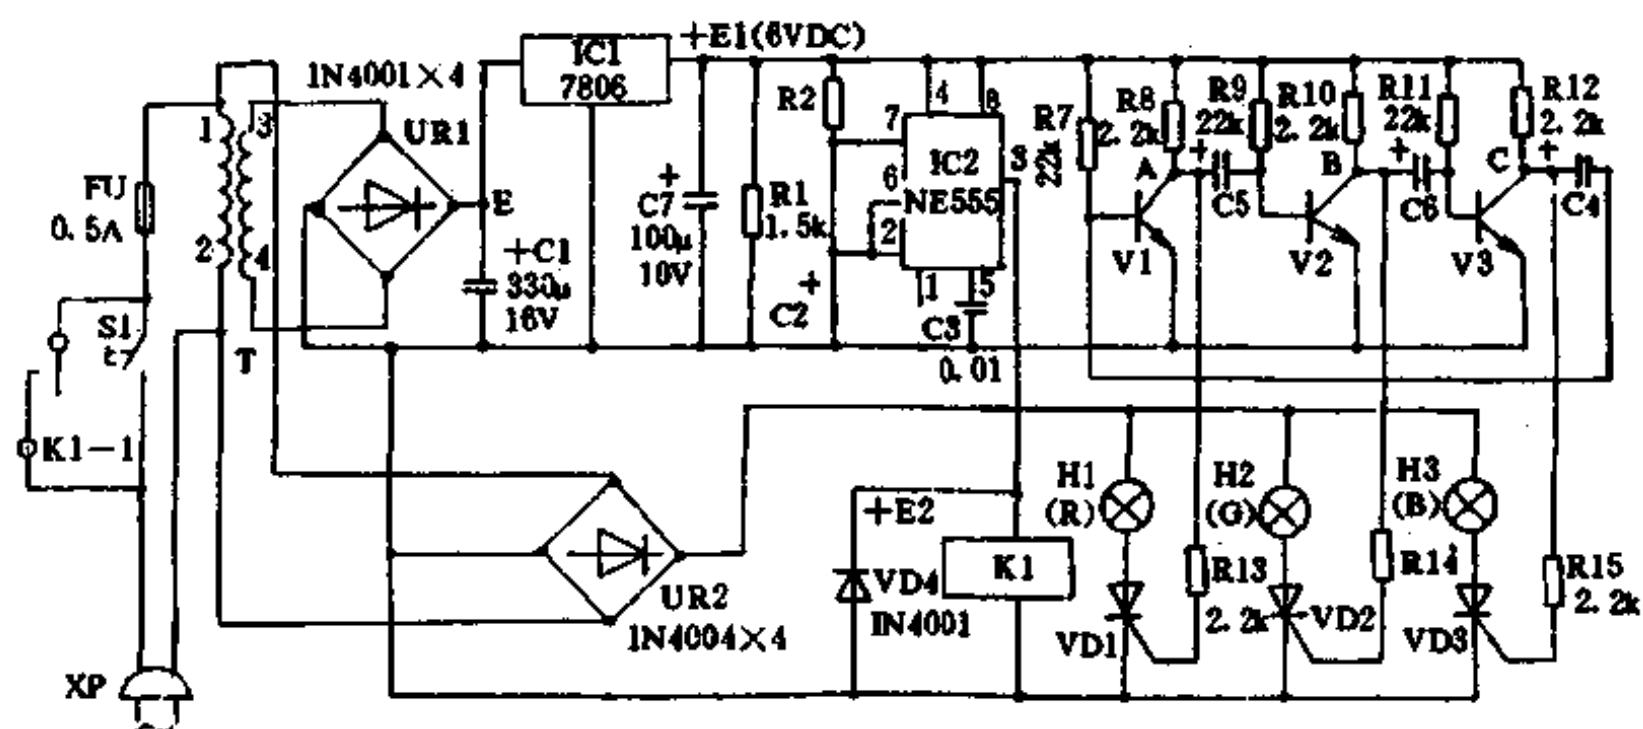 +E1(6VDC)
IC1
7806
1N4001×4
UR1
FU
0.5A
1
2
3
4
T
S1
K1-1
XP
E
+C1
330μ
16V
+
C7
100μ
10V
R1
1.5k
R2
+
C2
7
6
2
4
8
3
IC2
NE555
1
5
C3
0.01
R7
22k
R8
2.2k
R9
22k
R10
2.2k
R11
22k
R12
2.2k
A
+
C5
B
+
C6
C
+
C4
V1
V2
V3
UR2
1N4004×4
+E2
VD4
1N4001
K1
H1
(R)
H2
(G)
H3
(B)
R13
2.2k
R14
R15
2.2k
VD1
VD2
VD3